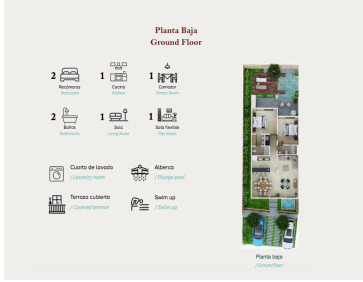 Planta Baja
Ground Floor
2 1 1
Recámaras Cocina Comedor
Bedrooms Kitchen Dinner Room
2 1 1
Baños Sala Sala flexible
Bathrooms Living Room Flex Room
Cuarto de lavado
/ Laundry room
Alberca
/ Plunge pool
Terraza cubierta
/ Covered terrace
Swim up
/ Swim up
Planta baja
/ Ground floor